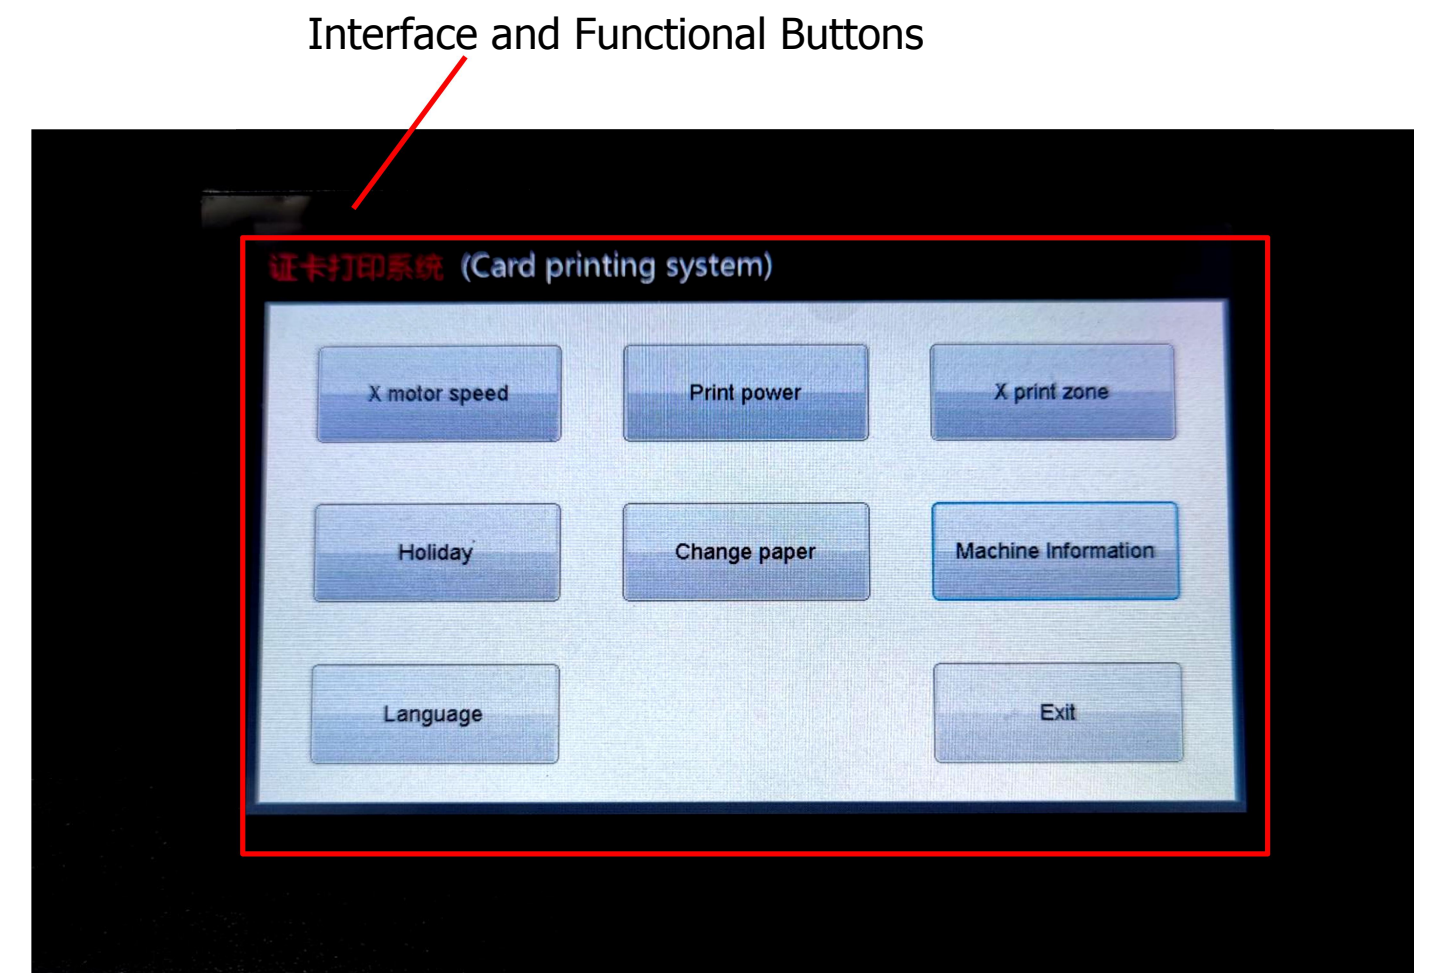 Interface and Functional Buttons
证卡打印系统 (Card printing system)
X motor speed
Print power
X print zone
Holiday
Change paper
Machine Information
Language
Exit